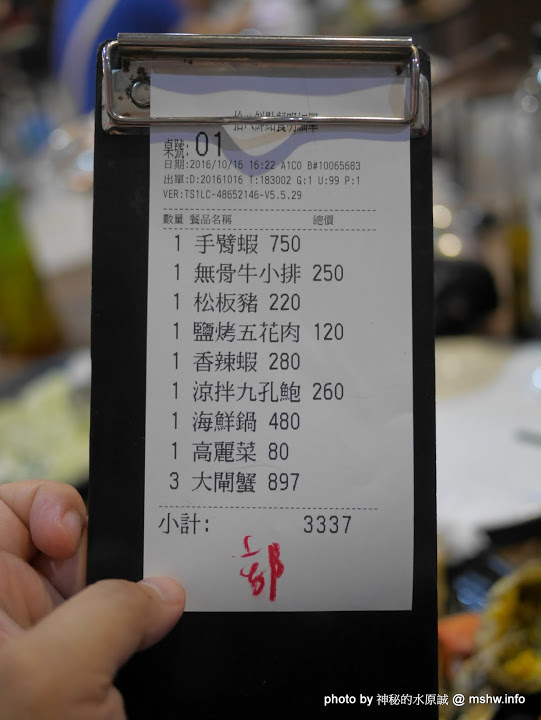 桌號: 01
日期:2016/10/16 16:22 A1C0 B#10065683
出單:D:20161016 T:183002 G:1 U:99 P:1
VER:TS1LC-48652146-V5.5.29
數量 餐品名稱 總價
1 手臂蝦 750
1 無骨牛小排 250
1 松板豬 220
1 鹽烤五花肉 120
1 香辣蝦 280
1 涼拌九孔鮑 260
1 海鮮鍋 480
1 高麗菜 80
3 大閘蟹 897
小計: 3337
photo by 神秘的水原誠 @ mshw.info